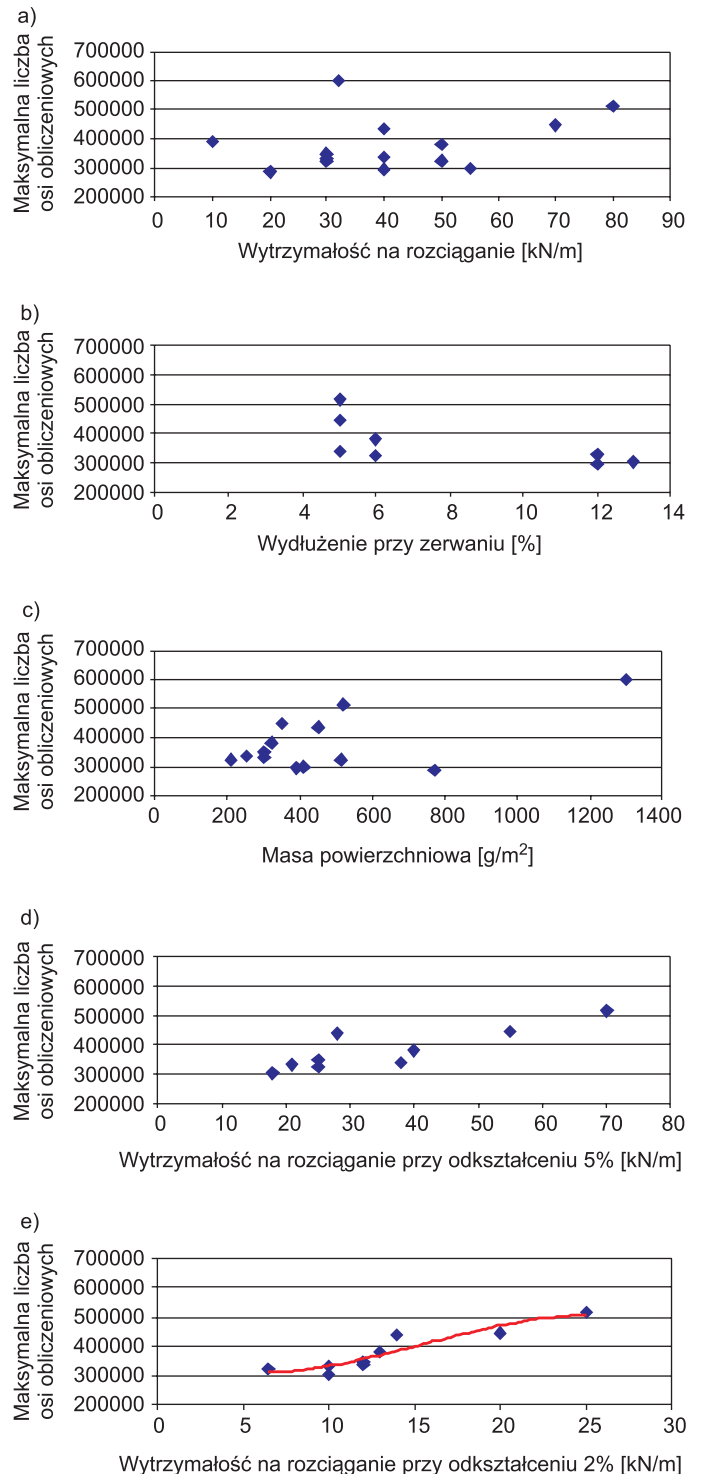 a)
Maksymalna liczba
osi obliczeniowych
700000
600000
500000
400000
300000
200000
0 10 20 30 40 50 60 70 80 90
Wytrzymałość na rozciąganie [kN/m]
b)
Maksymalna liczba
osi obliczeniowych
700000
600000
500000
400000
300000
200000
0 2 4 6 8 10 12 14
Wydłużenie przy zerwaniu [%]
c)
Maksymalna liczba
osi obliczeniowych
700000
600000
500000
400000
300000
200000
0 200 400 600 800 1000 1200 1400
Masa powierzchniowa [g/m²]
d)
Maksymalna liczba
osi obliczeniowych
700000
600000
500000
400000
300000
200000
0 10 20 30 40 50 60 70 80
Wytrzymałość na rozciąganie przy odkształceniu 5% [kN/m]
e)
Maksymalna liczba
osi obliczeniowych
700000
600000
500000
400000
300000
200000
0 5 10 15 20 25 30
Wytrzymałość na rozciąganie przy odkształceniu 2% [kN/m]